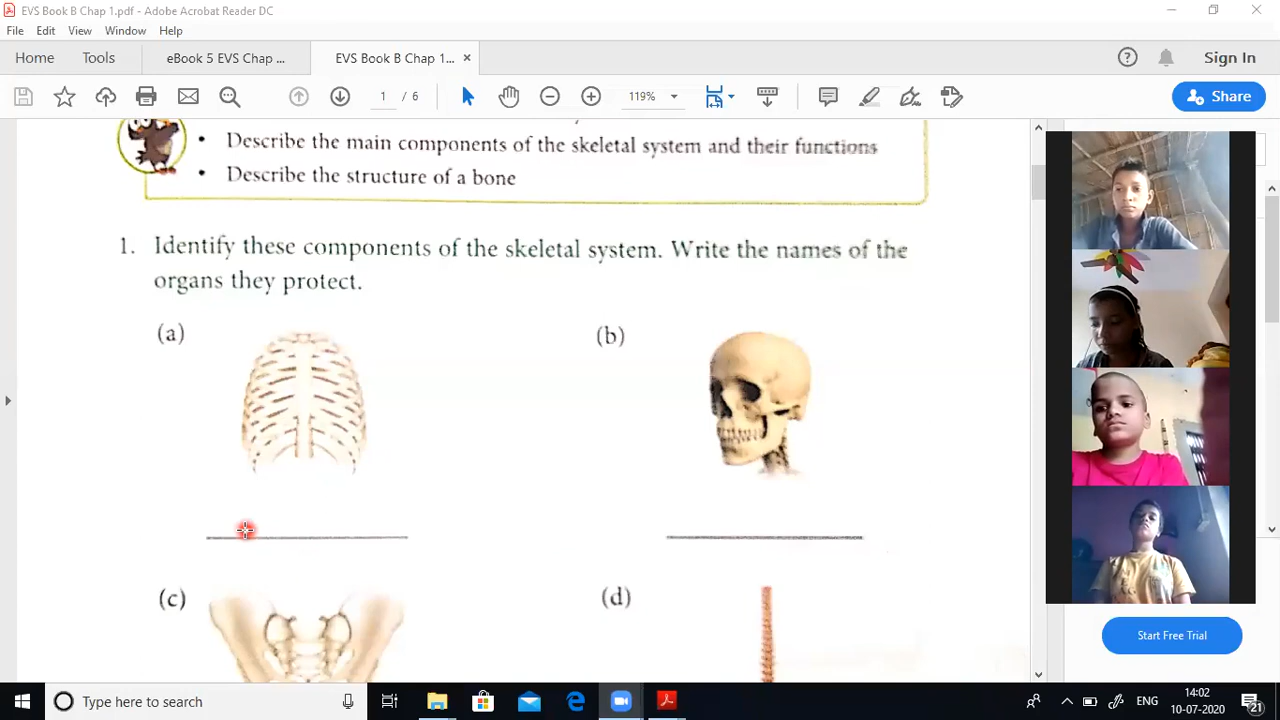 EVS Book B Chap 1.pdf - Adobe Acrobat Reader DC
File Edit View Window Help
Home Tools eBook 5 EVS Chap ... EVS Book B Chap 1... × Sign In
1 / 6 119% Share
• Describe the main components of the skeletal system and their functions
• Describe the structure of a bone
1. Identify these components of the skeletal system. Write the names of the
organs they protect.
(a) (b)
(c) (d)
Start Free Trial
Type here to search ENG 14:02
10-07-2020 21